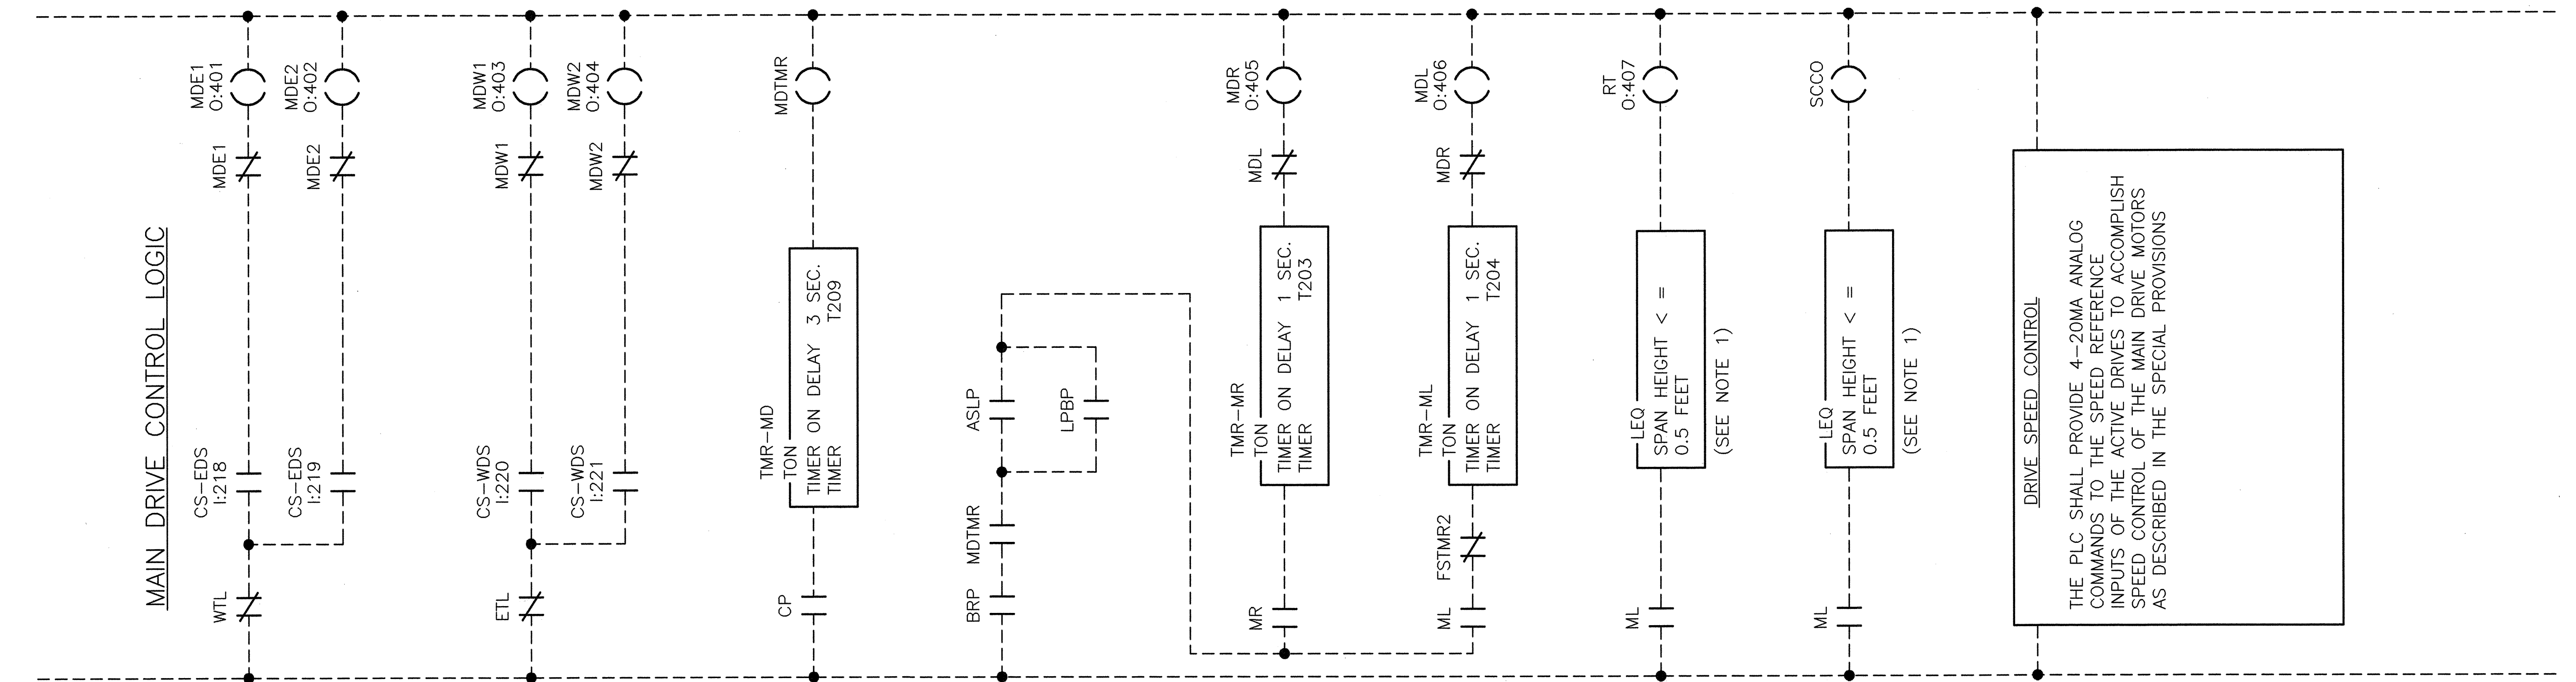 MAIN DRIVE CONTROL LOGIC
WTL
CS-EDS
I:218
MDE1
MDE1
O:401
CS-EDS
I:219
MDE2
MDE2
O:402
ETL
CS-WDS
I:220
MDW1
MDW1
O:403
CS-WDS
I:221
MDW2
MDW2
O:404
CP
TMR-MD
TON
TIMER ON DELAY 3 SEC.
TIMER T209
MDTMR
BRP
MDTMR
ASLP
LPBP
MR
TMR-MR
TON
TIMER ON DELAY 1 SEC.
TIMER T203
MDL
MDR
O:405
ML
FSTMR2
TMR-ML
TON
TIMER ON DELAY 1 SEC.
TIMER T204
MDR
MDL
O:406
ML
LEQ
SPAN HEIGHT < =
0.5 FEET
(SEE NOTE 1)
RT
O:407
ML
LEQ
SPAN HEIGHT < =
0.5 FEET
(SEE NOTE 1)
SCCO
DRIVE SPEED CONTROL
THE PLC SHALL PROVIDE 4-20MA ANALOG
COMMANDS TO THE SPEED REFERENCE
INPUTS OF THE ACTIVE DRIVES TO ACCOMPLISH
SPEED CONTROL OF THE MAIN DRIVE MOTORS
AS DESCRIBED IN THE SPECIAL PROVISIONS